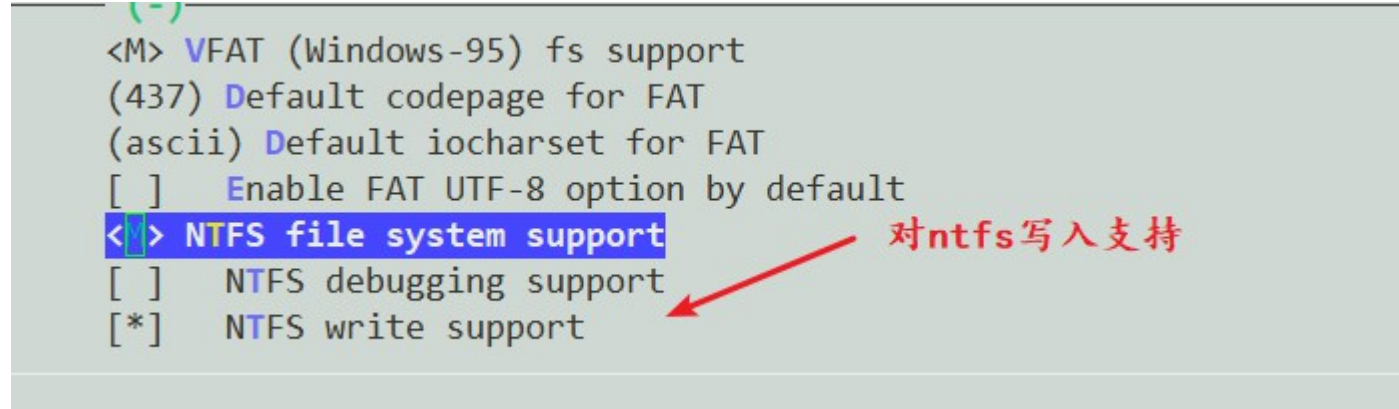 (-)
<M> VFAT (Windows-95) fs support
(437) Default codepage for FAT
(ascii) Default iocharset for FAT
[ ]   Enable FAT UTF-8 option by default
<M> NTFS file system support
对ntfs写入支持
[ ]   NTFS debugging support
[*]   NTFS write support